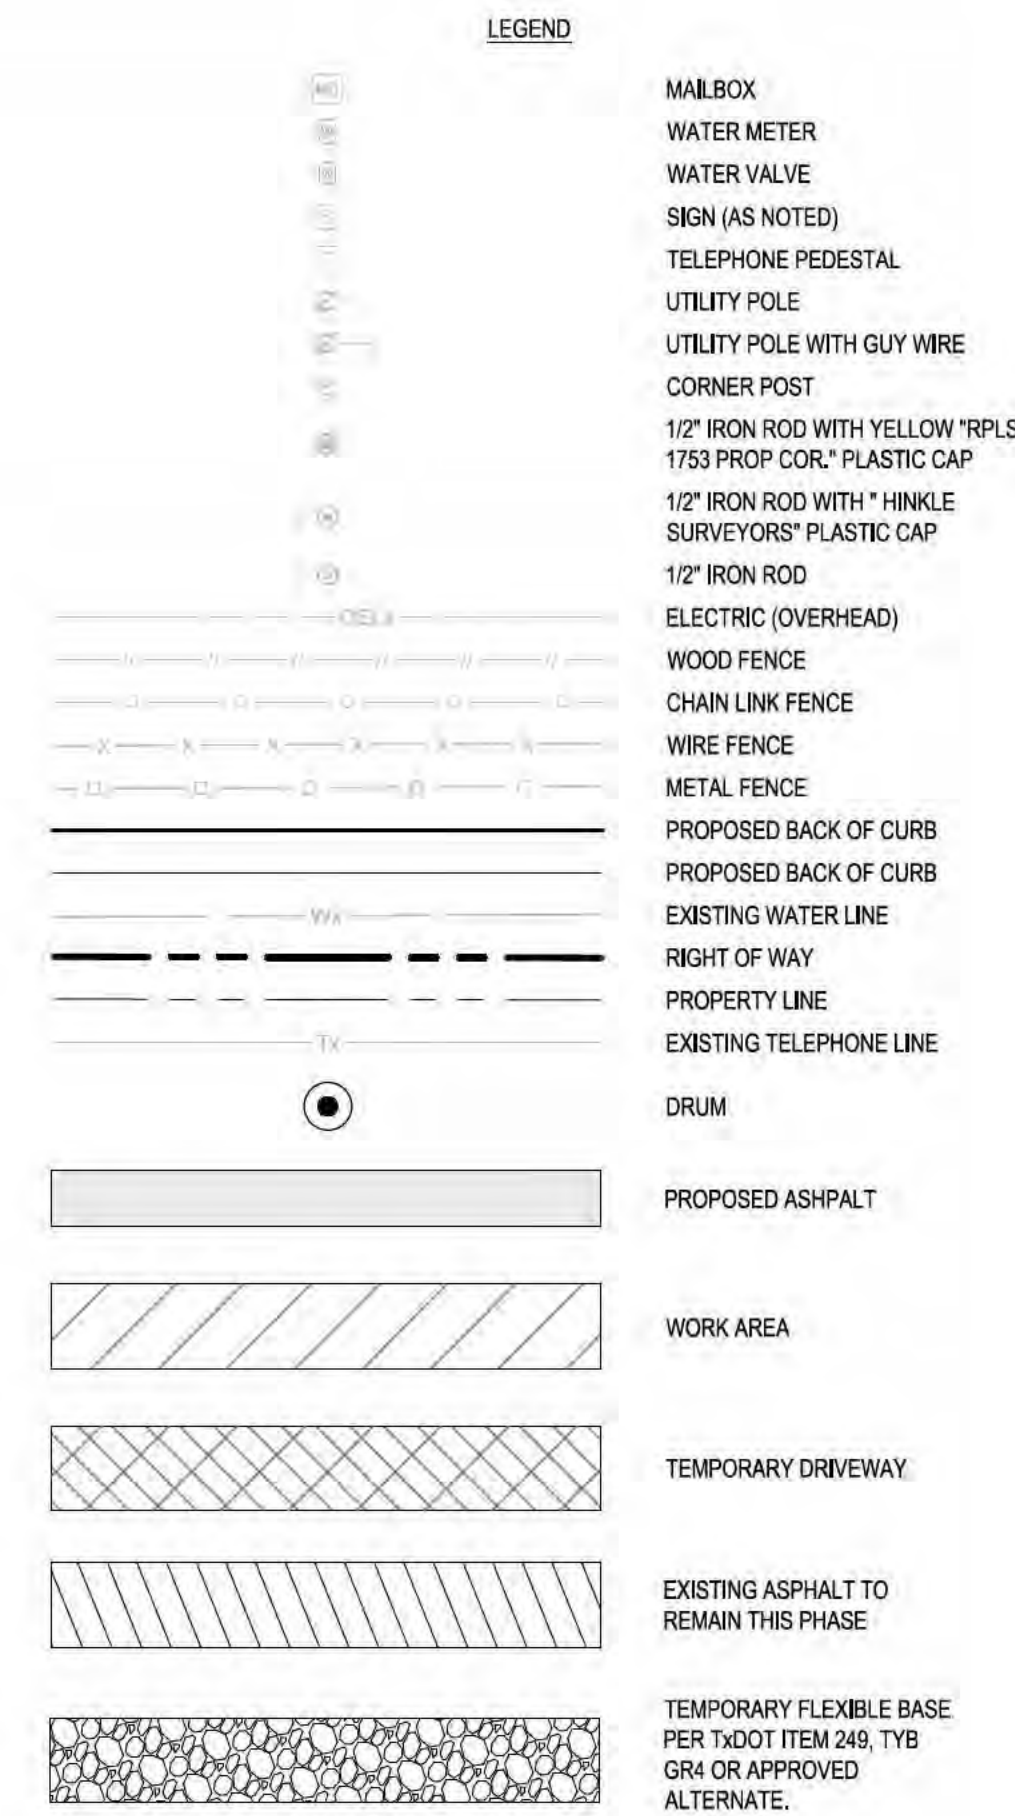 LEGEND
MAILBOX
WATER METER
WATER VALVE
SIGN (AS NOTED)
TELEPHONE PEDESTAL
UTILITY POLE
UTILITY POLE WITH GUY WIRE
CORNER POST
1/2" IRON ROD WITH YELLOW "RPLS
1753 PROP COR." PLASTIC CAP
1/2" IRON ROD WITH " HINKLE
SURVEYORS" PLASTIC CAP
1/2" IRON ROD
ELECTRIC (OVERHEAD)
WOOD FENCE
CHAIN LINK FENCE
X X X X X X WIRE FENCE
METAL FENCE
PROPOSED BACK OF CURB
PROPOSED BACK OF CURB
Wx EXISTING WATER LINE
RIGHT OF WAY
PROPERTY LINE
Tx EXISTING TELEPHONE LINE
DRUM
PROPOSED ASHPALT
WORK AREA
TEMPORARY DRIVEWAY
EXISTING ASPHALT TO
REMAIN THIS PHASE
TEMPORARY FLEXIBLE BASE
PER TxDOT ITEM 249, TYB
GR4 OR APPROVED
ALTERNATE.